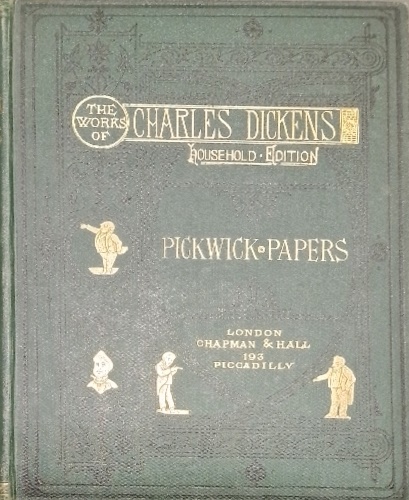 THE
WORKS
OF
CHARLES DICKENS
HOUSEHOLD · EDITION
PICKWICK · PAPERS
LONDON
CHAPMAN & HALL
193
PICCADILLY